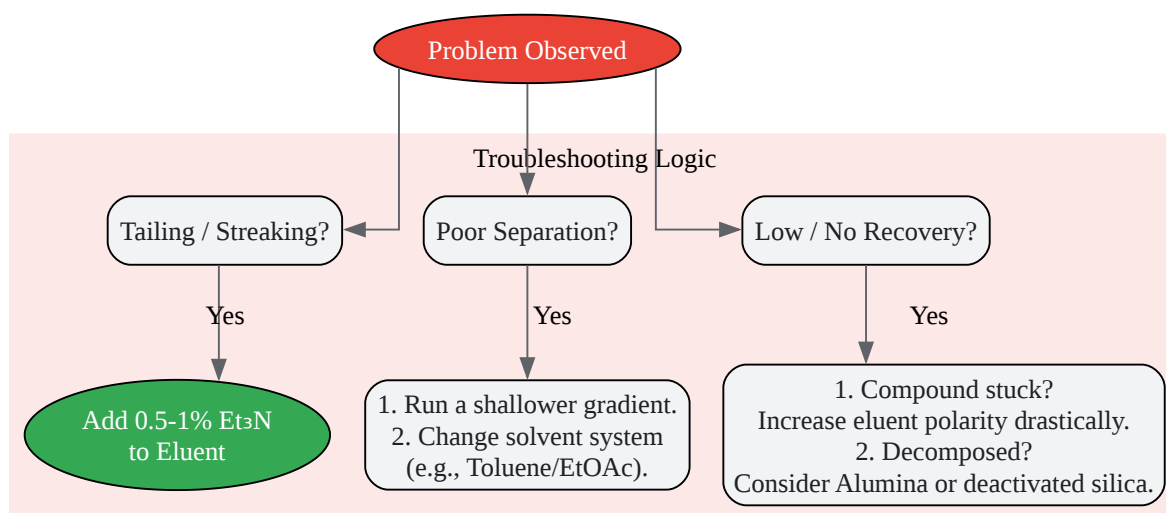 Problem Observed
Troubleshooting Logic
Tailing / Streaking?
Poor Separation?
Low / No Recovery?
Yes
Yes
Yes
Add 0.5-1% Et₃N
to Eluent
1. Run a shallower gradient.
2. Change solvent system
(e.g., Toluene/EtOAc).
1. Compound stuck?
Increase eluent polarity drastically.
2. Decomposed?
Consider Alumina or deactivated silica.